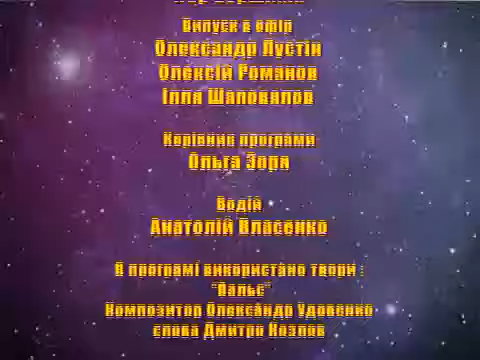 Випуск в ефір
Олександр Лустін
Олексій Романов
Ілля Шаповалов
Керівник програми
Ольга Зоря
Водій
Анатолій Власенко
В програмі використано твори :
"Вальс"
Композитор Олександр Удовенко
слова Дмитро Козлов